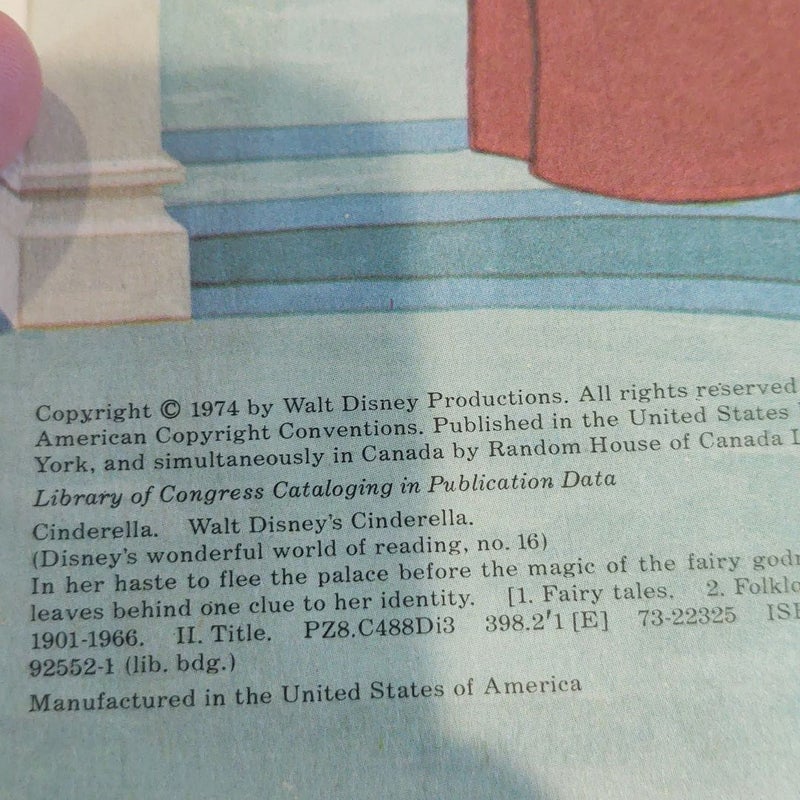 Copyright © 1974 by Walt Disney Productions. All rights reserved
American Copyright Conventions. Published in the United States
York, and simultaneously in Canada by Random House of Canada
Library of Congress Cataloging in Publication Data
Cinderella. Walt Disney's Cinderella.
(Disney's wonderful world of reading, no. 16)
In her haste to flee the palace before the magic of the fairy
leaves behind one clue to her identity. [1. Fairy tales. 2.
1901-1966. II. Title. PZ8.C488Di3 398.2'1 [E] 73-22325
92552-1 (lib. bdg.)
Manufactured in the United States of America